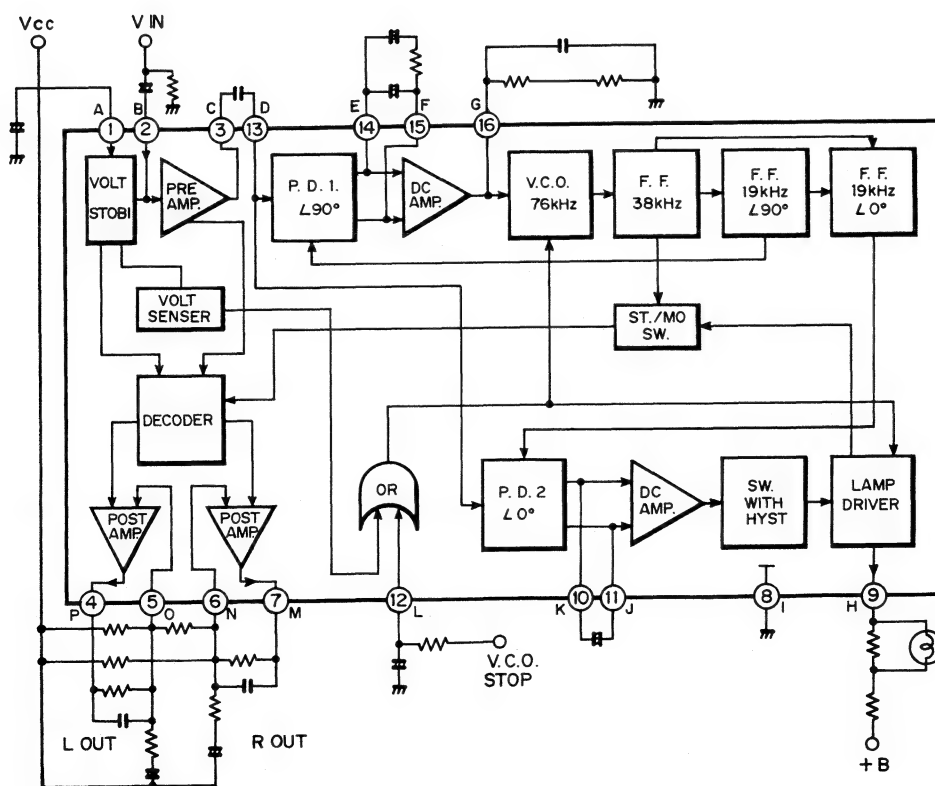 Vcc
V IN
A
B
C
D
E
F
G
1
2
3
13
14
15
16
VOLT
STOBI
PRE
AMP.
P. D. 1.
∠90°
DC
AMP.
V.C.O.
76kHz
F. F.
38kHz
F. F.
19kHz
∠90°
F. F.
19kHz
∠0°
VOLT
SENSER
ST./MO
SW.
DECODER
OR
P. D. 2
∠0°
DC
AMP.
SW.
WITH
HYST
LAMP
DRIVER
POST
AMP.
POST
AMP.
4
5
6
7
12
10
11
8
9
P
O
N
M
L
K
J
I
H
V.C.O.
STOP
L OUT
R OUT
+B